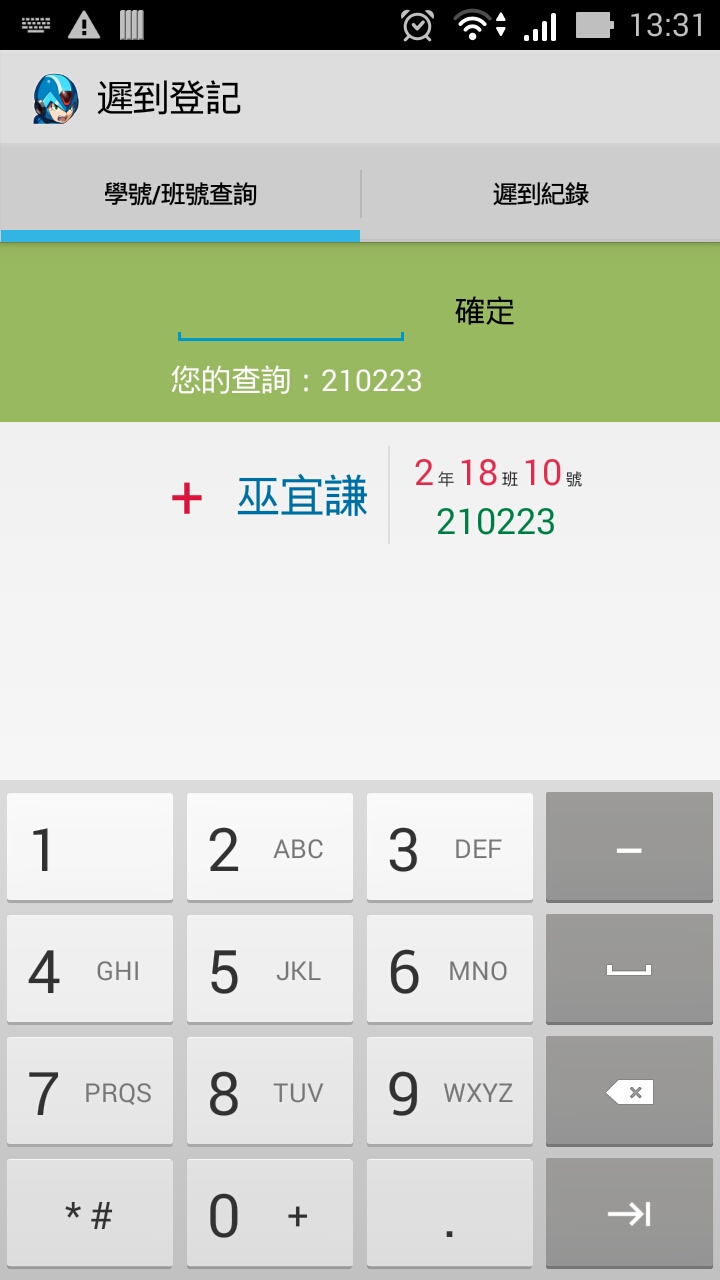 13:31
遲到登記
學號/班號查詢 遲到紀錄
確定
您的查詢：210223
+ 巫宜謙 2年18班10號
210223
1 2 ABC 3 DEF –
4 GHI 5 JKL 6 MNO
7 PRQS 8 TUV 9 WXYZ
* # 0 + .